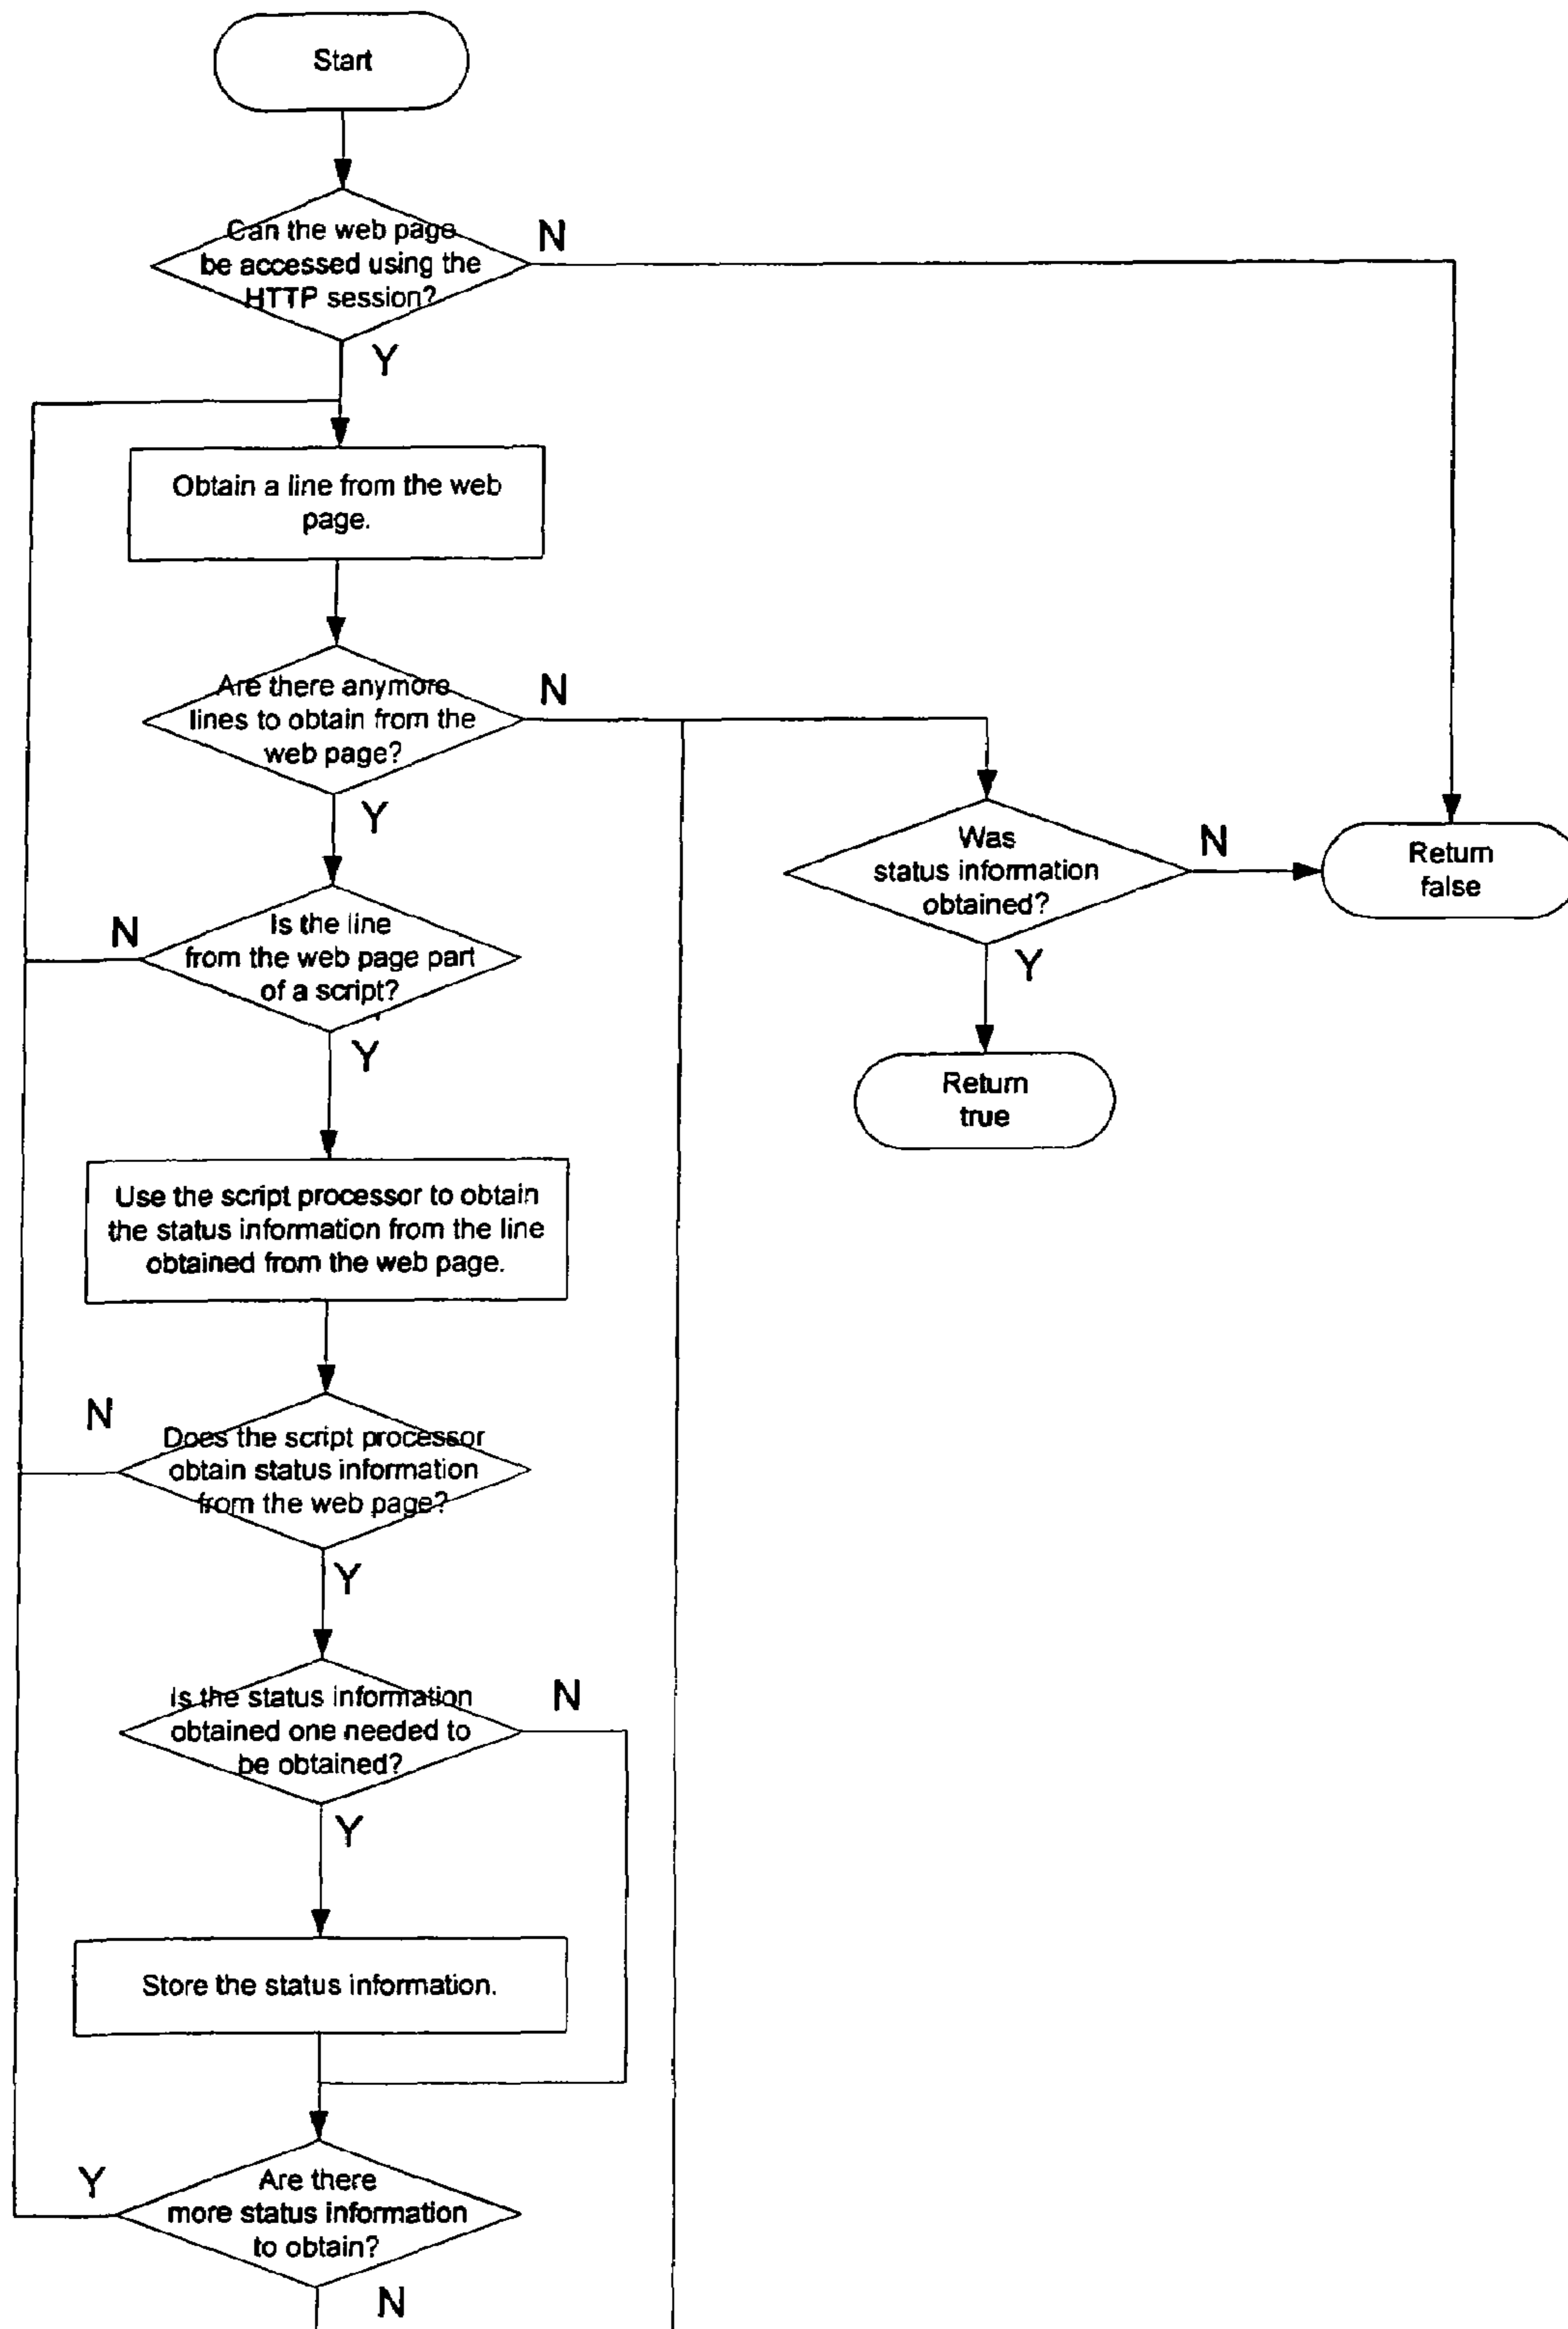 Start
Can the web page
be accessed using the
HTTP session?
N
Y
Obtain a line from the web
page.
Are there anymore
lines to obtain from the
web page?
N
Y
Was
status information
obtained?
N
Return
false
Y
Return
true
Is the line
from the web page part
of a script?
N
Y
Use the script processor to obtain
the status information from the line
obtained from the web page.
Does the script processor
obtain status information
from the web page?
N
Y
Is the status information
obtained one needed to
be obtained?
N
Y
Store the status information.
Are there
more status information
to obtain?
Y
N